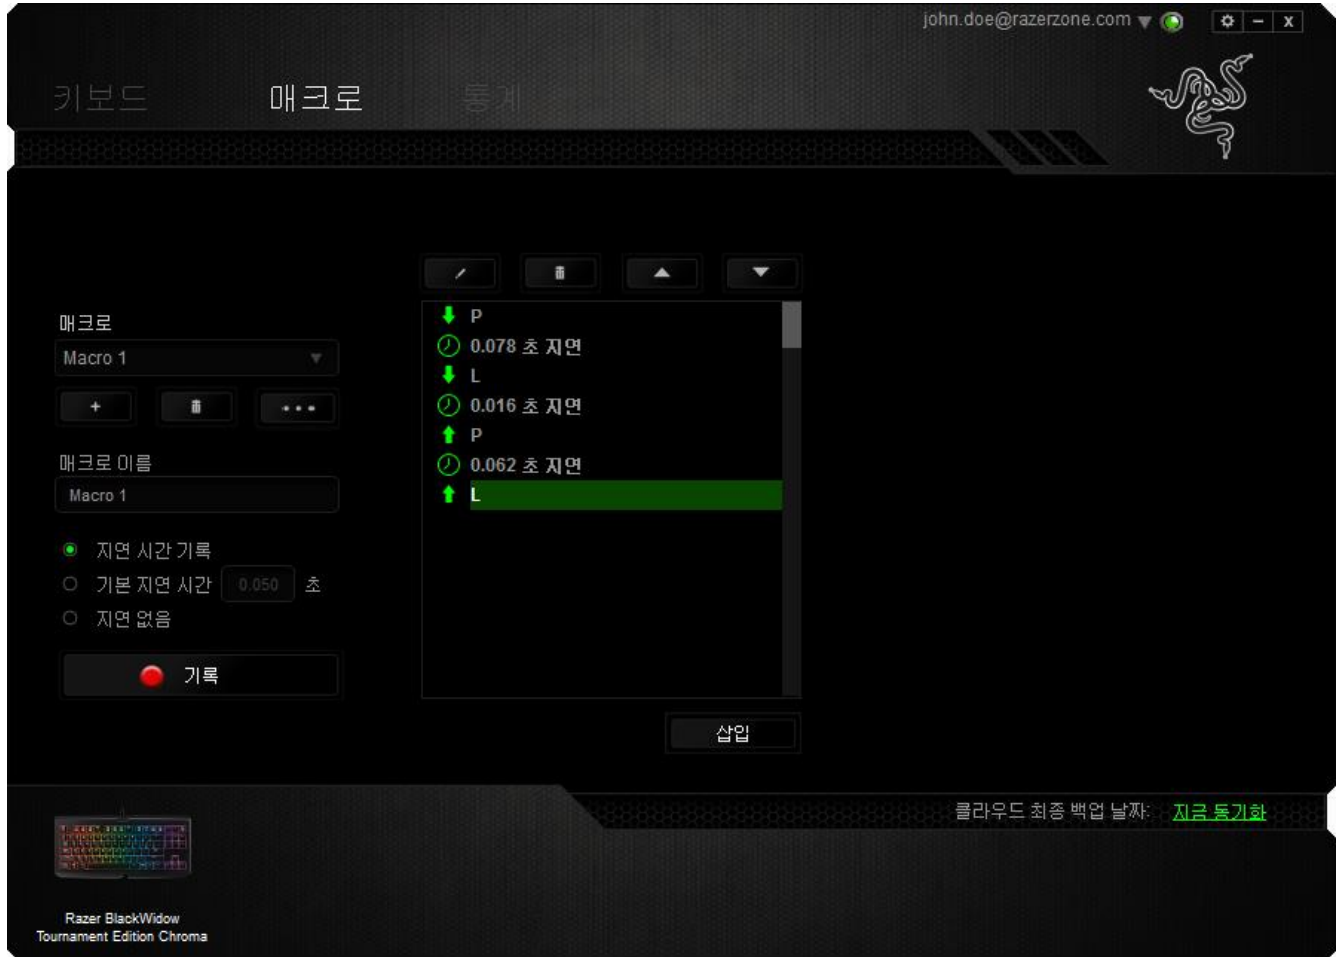 john.doe@razerzone.com
키보드 매크로 통계
매크로
Macro 1
매크로 이름
Macro 1
지연 시간 기록
기본 지연 시간 0.050 초
지연 없음
기록
P
0.078 초 지연
L
0.016 초 지연
P
0.062 초 지연
L
삽입
클라우드 최종 백업 날짜: 지금 동기화
Razer BlackWidow
Tournament Edition Chroma